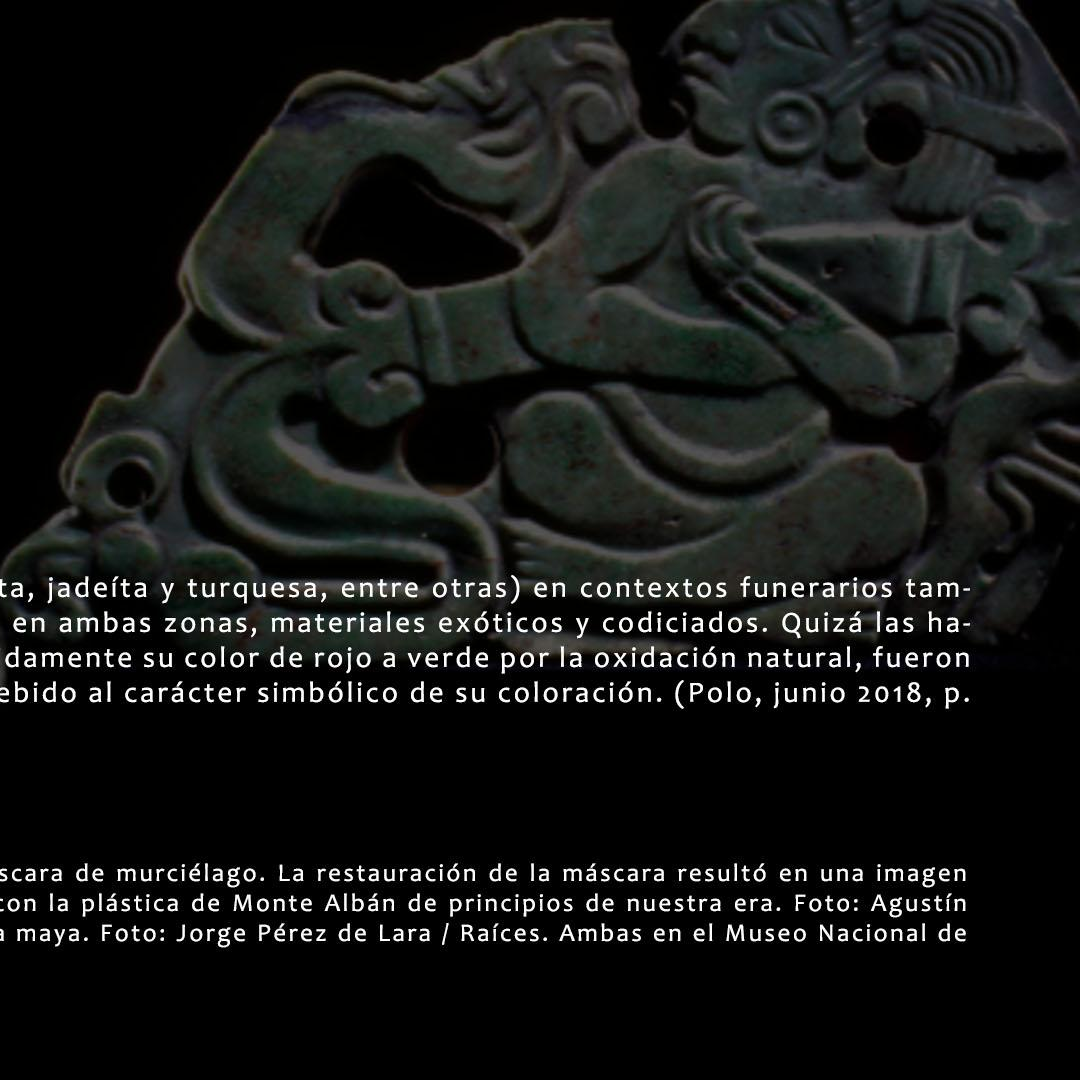 ta, jadeíta y turquesa, entre otras) en contextos funerarios tam-
en ambas zonas, materiales exóticos y codiciados. Quizá las ha-
damente su color de rojo a verde por la oxidación natural, fueron
ebido al carácter simbólico de su coloración. (Polo, junio 2018, p.
scara de murciélago. La restauración de la máscara resultó en una imagen
con la plástica de Monte Albán de principios de nuestra era. Foto: Agustín
a maya. Foto: Jorge Pérez de Lara / Raíces. Ambas en el Museo Nacional de